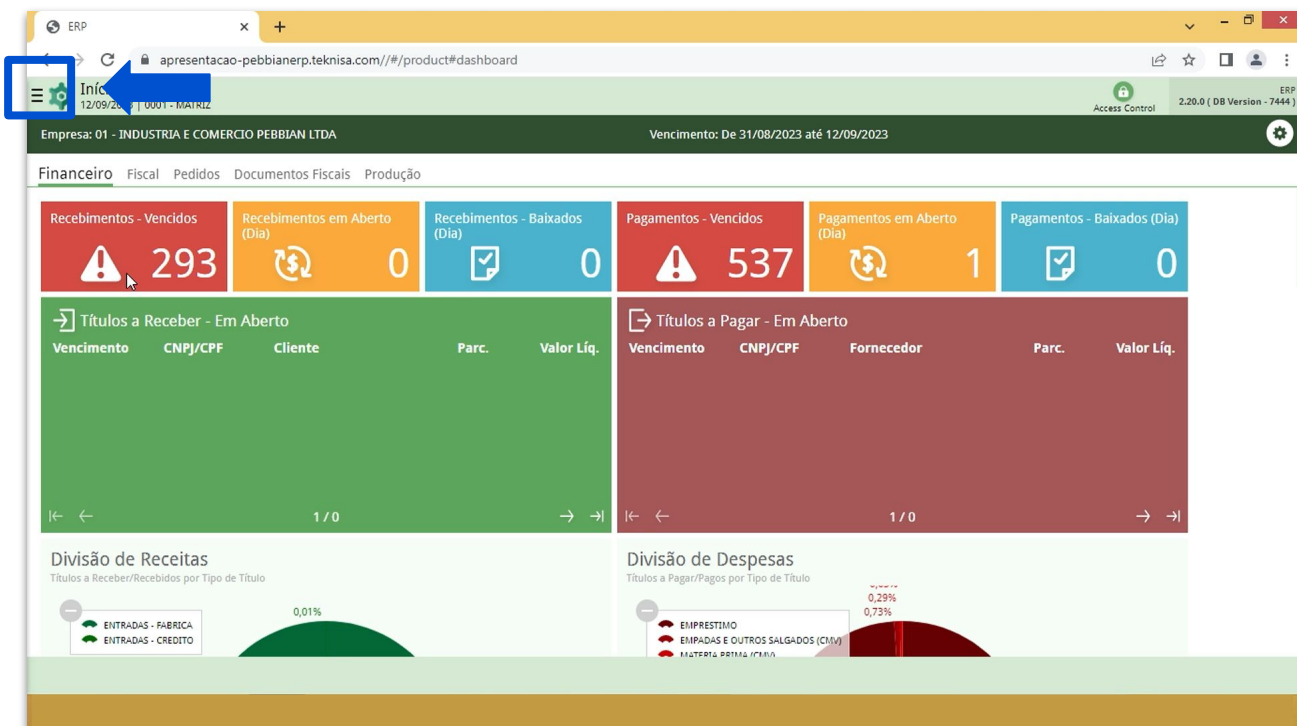 ERP
apresentacao-pebbianerp.teknisa.com//#/product#dashboard
12/09/2023 | 0001 - MATRIZ
Access Control
ERP
2.20.0 ( DB Version - 7444 )
Empresa: 01 - INDUSTRIA E COMERCIO PEBBIAN LTDA
Vencimento: De 31/08/2023 até 12/09/2023
Financeiro Fiscal Pedidos Documentos Fiscais Produção
Recebimentos - Vencidos
293
Recebimentos em Aberto
(Dia)
0
Recebimentos - Baixados
(Dia)
0
Pagamentos - Vencidos
537
Pagamentos em Aberto
(Dia)
1
Pagamentos - Baixados (Dia)
0
Títulos a Receber - Em Aberto
Vencimento CNPJ/CPF Cliente Parc. Valor Líq.
1 / 0
Títulos a Pagar - Em Aberto
Vencimento CNPJ/CPF Fornecedor Parc. Valor Líq.
1 / 0
Divisão de Receitas
Títulos a Receber/Recebidos por Tipo de Título
ENTRADAS - FABRICA
ENTRADAS - CREDITO
0,01%
Divisão de Despesas
Títulos a Pagar/Pagos por Tipo de Título
0,29%
0,73%
EMPRESTIMO
EMPADAS E OUTROS SALGADOS (CMV)
MATERIA PRIMA (CMV)